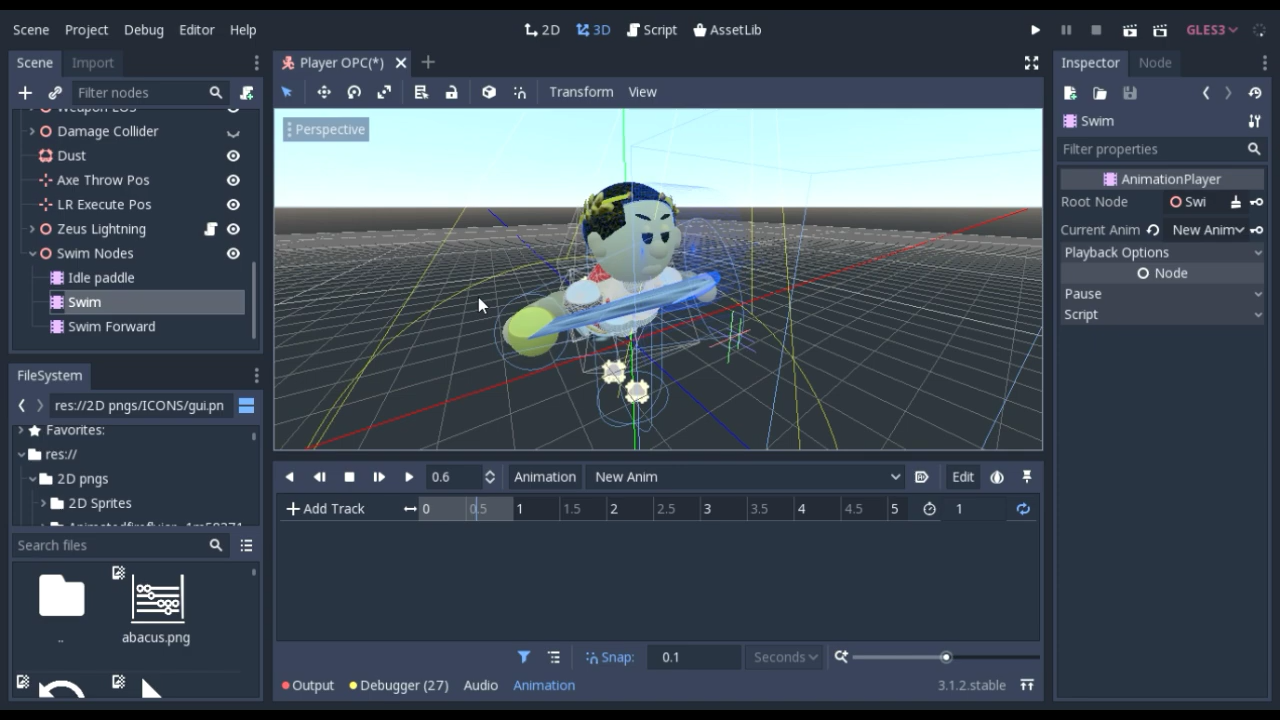 Scene Project Debug Editor Help
2D 3D Script AssetLib
GLES3
Scene Import
Player OPC(*)
Inspector Node
Filter nodes
Transform View
Weapon EOS
Damage Collider
Dust
Axe Throw Pos
LR Execute Pos
Zeus Lightning
Swim Nodes
Idle paddle
Swim
Swim Forward
Perspective
Swim
Filter properties
AnimationPlayer
Root Node Swi
Current Anim New Anim
Playback Options
Node
Pause
Script
FileSystem
res://2D pngs/ICONS/gui.pn
Favorites:
res://
2D pngs
2D Sprites
Search files
..
abacus.png
0.6 Animation New Anim Edit
Add Track 0 0.5 1 1.5 2 2.5 3 3.5 4 4.5 5 1
Snap: 0.1 Seconds
Output Debugger (27) Audio Animation 3.1.2.stable